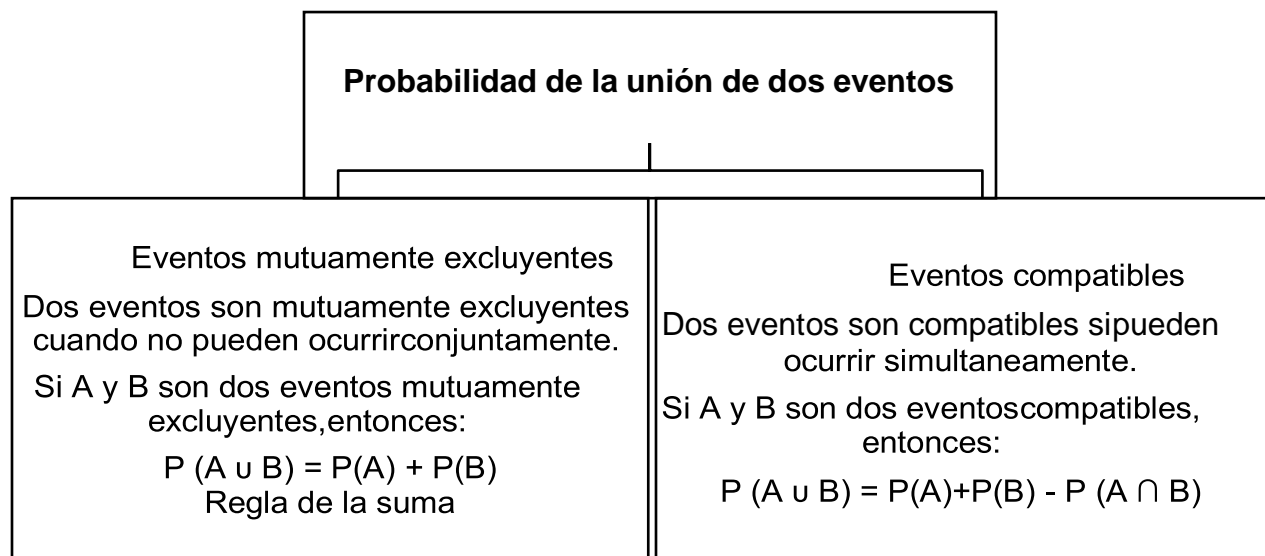 Probabilidad de la unión de dos eventos
Eventos mutuamente excluyentes
Dos eventos son mutuamente excluyentes
cuando no pueden ocurrirconjuntamente.
Si A y B son dos eventos mutuamente
excluyentes,entonces:
P (A ∪ B) = P(A) + P(B)
Regla de la suma
Eventos compatibles
Dos eventos son compatibles sipueden
ocurrir simultaneamente.
Si A y B son dos eventoscompatibles,
entonces:
P (A ∪ B) = P(A)+P(B) - P (A ∩ B)